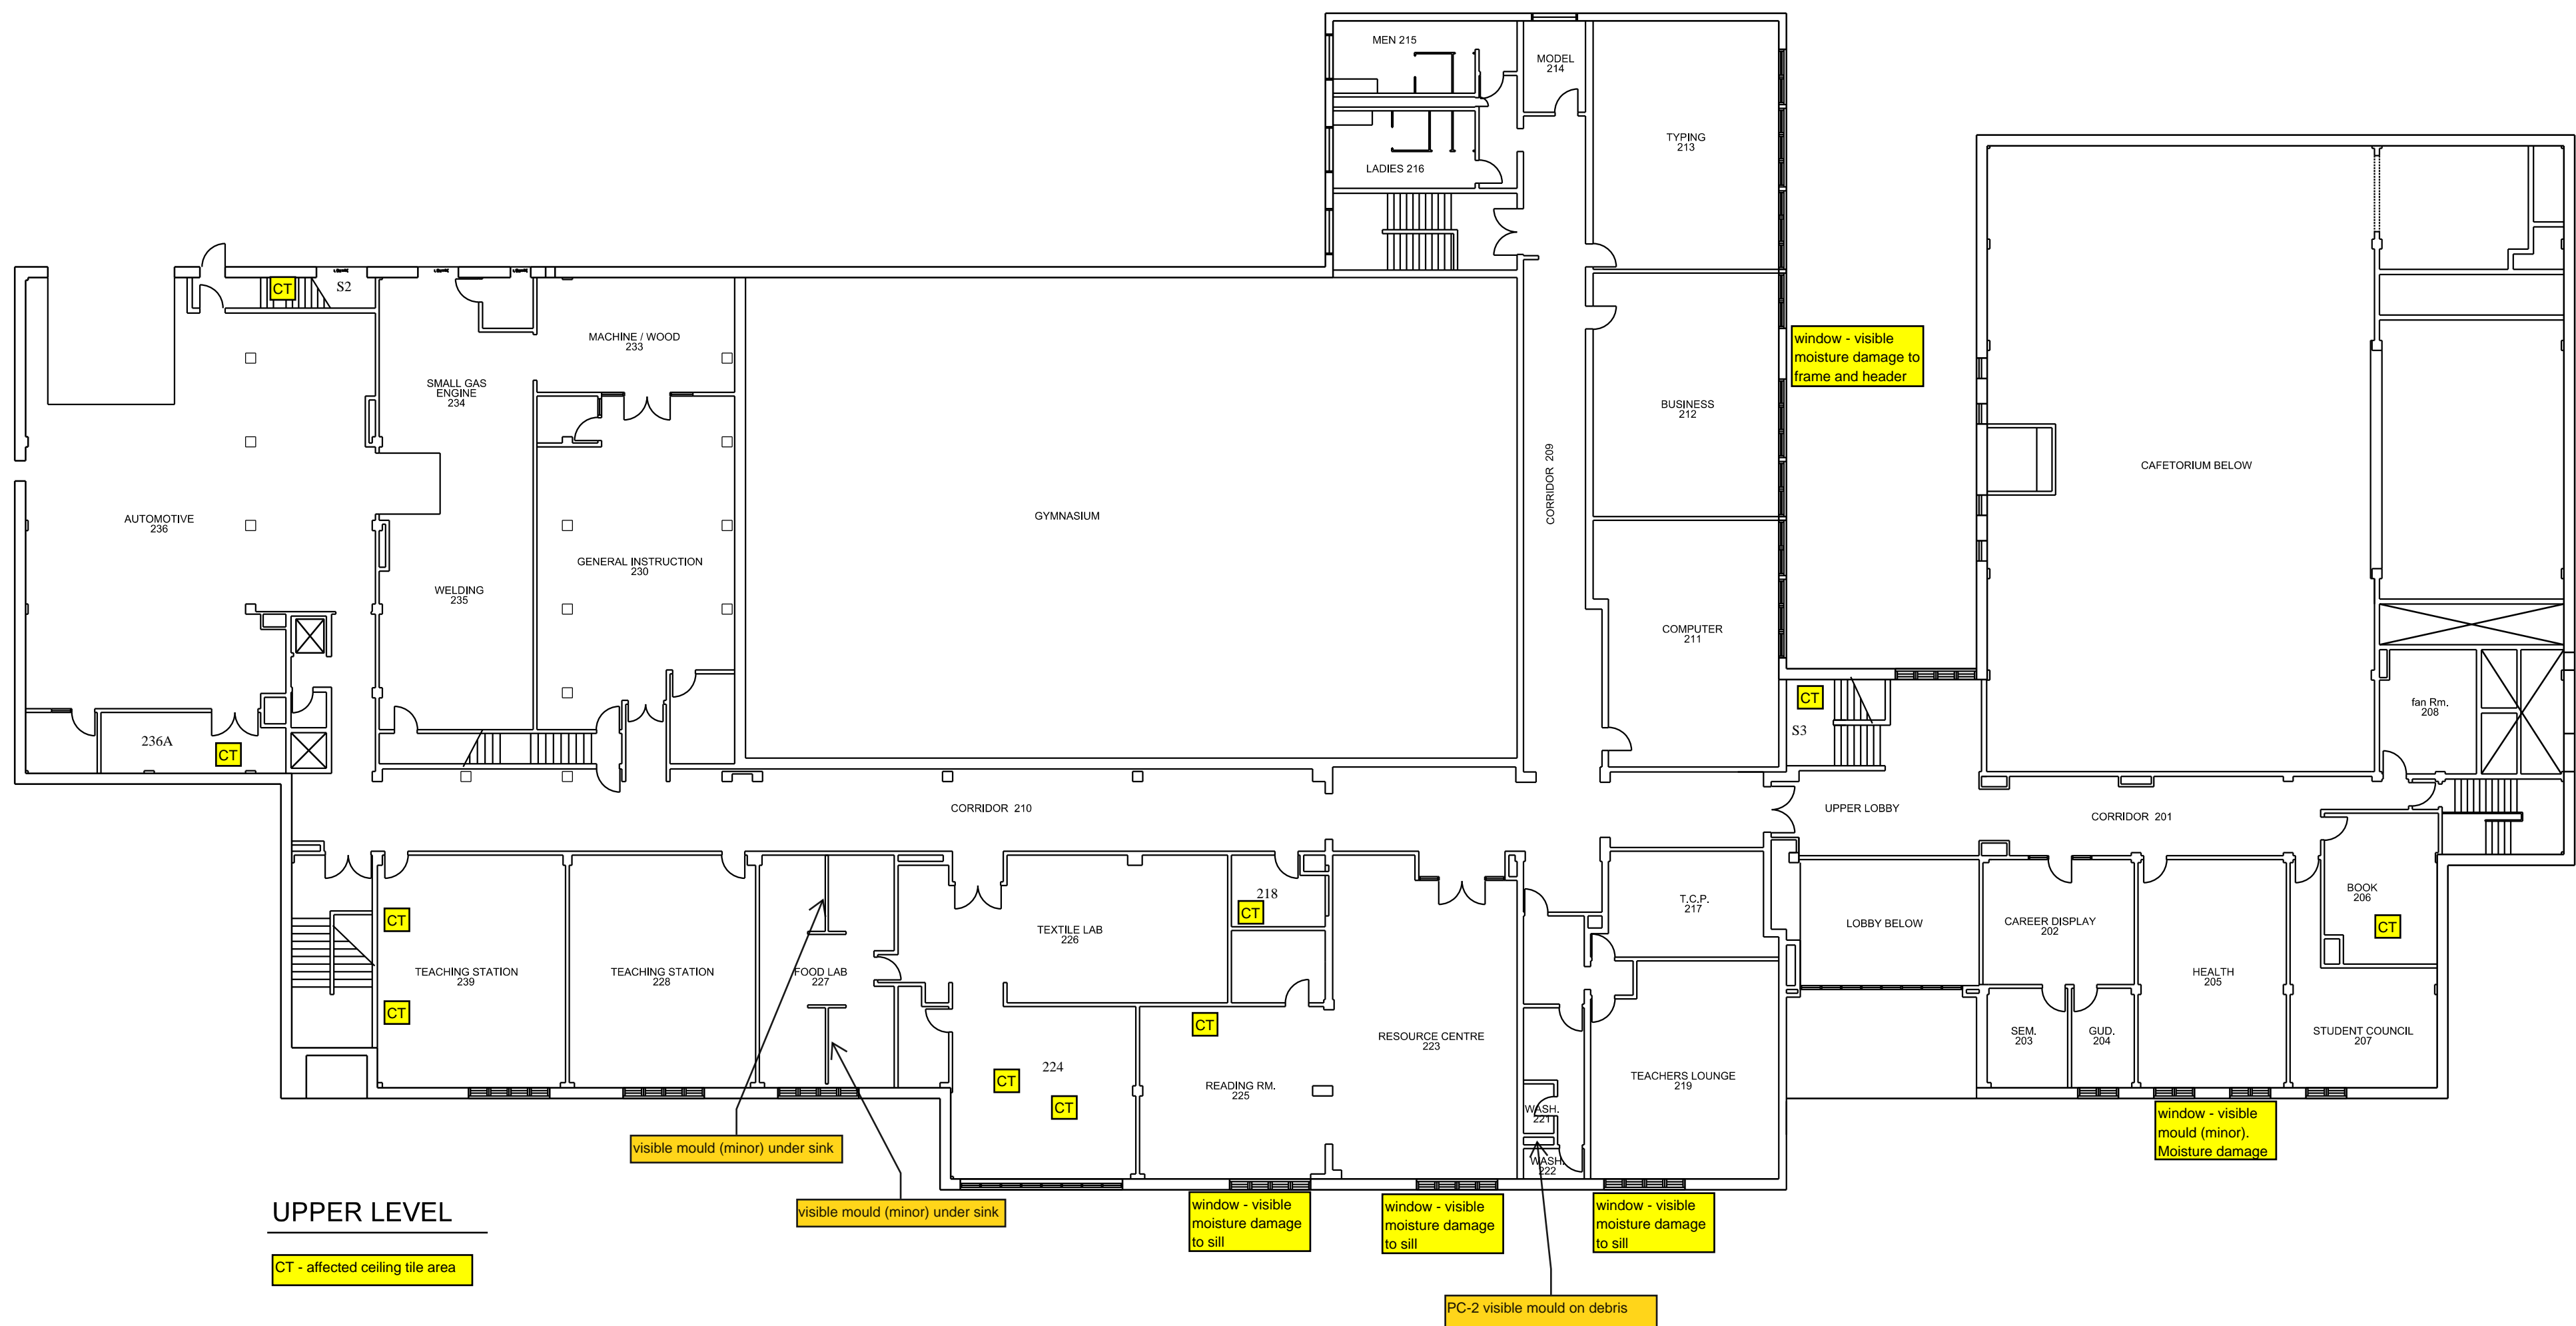 MEN 215
MODEL
214
TYPING
213
LADIES 216
CT
S2
MACHINE / WOOD
233
window - visible
moisture damage to
frame and header
SMALL GAS
ENGINE
234
BUSINESS
212
CORRIDOR 209
CAFETORIUM BELOW
AUTOMOTIVE
236
GYMNASIUM
GENERAL INSTRUCTION
230
WELDING
235
COMPUTER
211
CT
S3
fan Rm.
208
236A
CT
CORRIDOR 210
UPPER LOBBY
CORRIDOR 201
CT
218
CT
T.C.P.
217
BOOK
206
CT
TEXTILE LAB
226
LOBBY BELOW
CAREER DISPLAY
202
TEACHING STATION
239
TEACHING STATION
228
FOOD LAB
227
HEALTH
205
CT
CT
RESOURCE CENTRE
223
SEM.
203
GUD.
204
STUDENT COUNCIL
207
224
CT
CT
READING RM.
225
TEACHERS LOUNGE
219
WASH.
221
WASH.
222
window - visible
mould (minor).
Moisture damage
visible mould (minor) under sink
visible mould (minor) under sink
window - visible
moisture damage
to sill
window - visible
moisture damage
to sill
window - visible
moisture damage
to sill
UPPER LEVEL
CT - affected ceiling tile area
PC-2 visible mould on debris